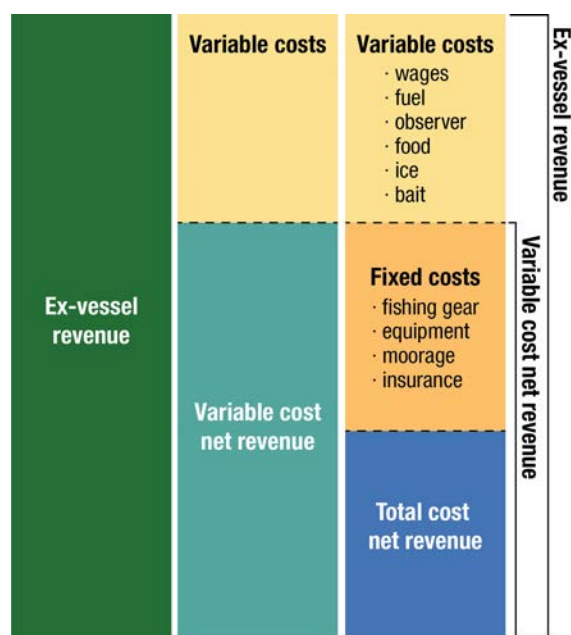 Ex-vessel
revenue
Variable costs
Variable cost
net revenue
Variable costs
· wages
· fuel
· observer
· food
· ice
· bait
Fixed costs
· fishing gear
· equipment
· moorage
· insurance
Total cost
net revenue
Variable cost net revenue
Ex-vessel revenue